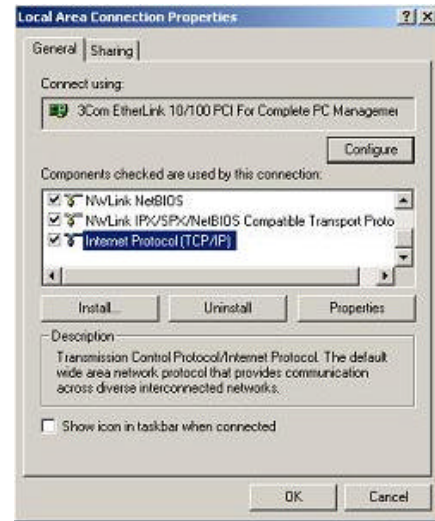 Local Area Connection Properties
General
Sharing
Connect using:
3Com EtherLink 10/100 PCI For Complete PC Managemer
Configure
Components checked are used by this connection:
NWLink NetBIOS
NWLink IPX/SPX/NetBIOS Compatible Transport Proto
Internet Protocol (TCP/IP)
Install...
Uninstall
Properties
Description
Transmission Control Protocol/Internet Protocol. The default
wide area network protocol that provides communication
across diverse interconnected networks.
Show icon in taskbar when connected
OK
Cancel